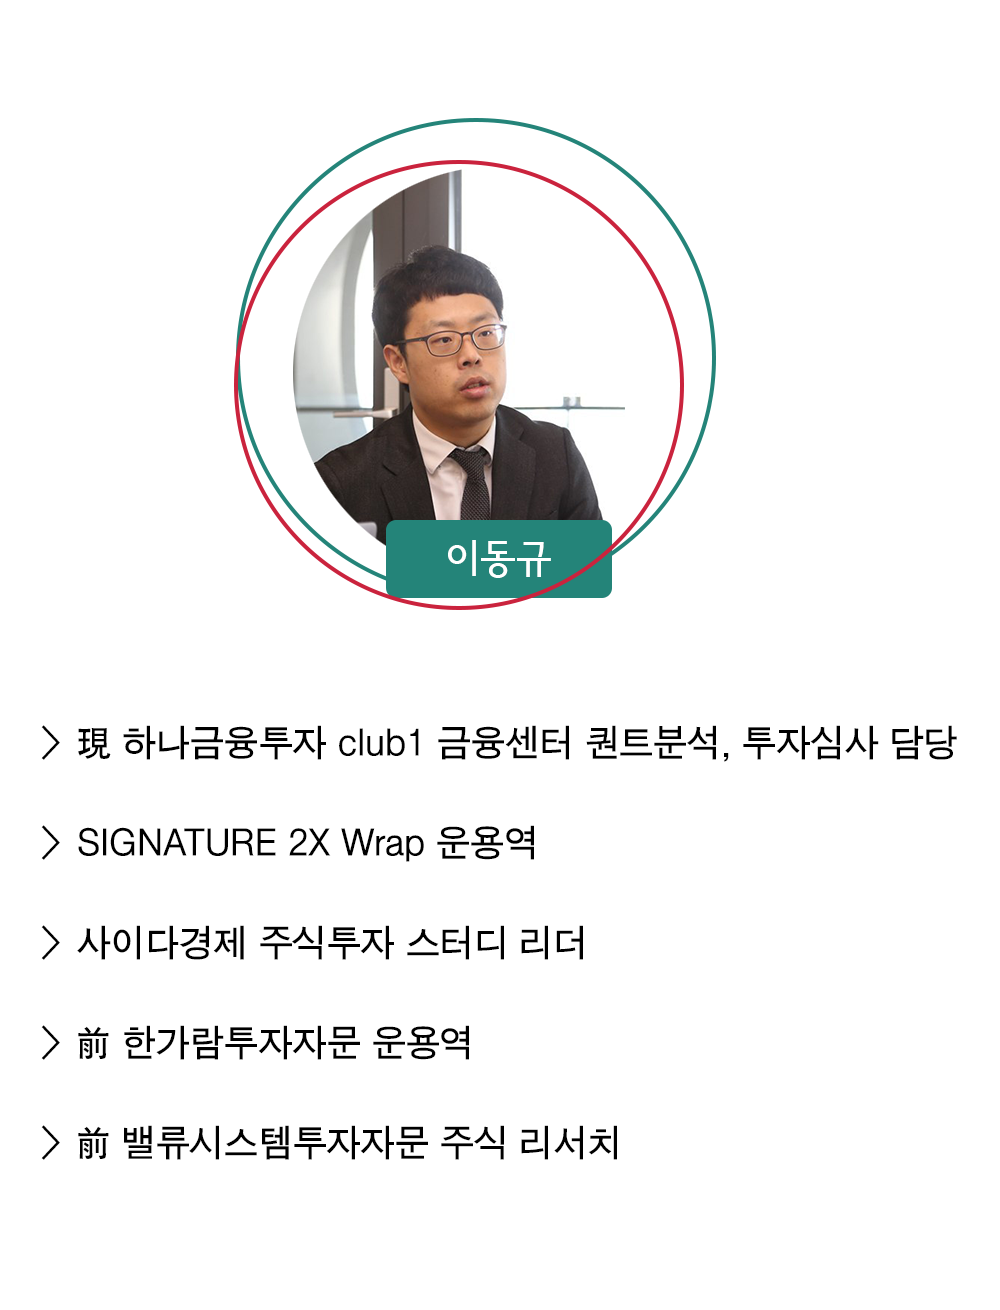 이동규
> 現 하나금융투자 club1 금융센터 퀀트분석, 투자심사 담당
> SIGNATURE 2X Wrap 운용역
> 사이다경제 주식투자 스터디 리더
> 前 한가람투자자문 운용역
> 前 밸류시스템투자자문 주식 리서치